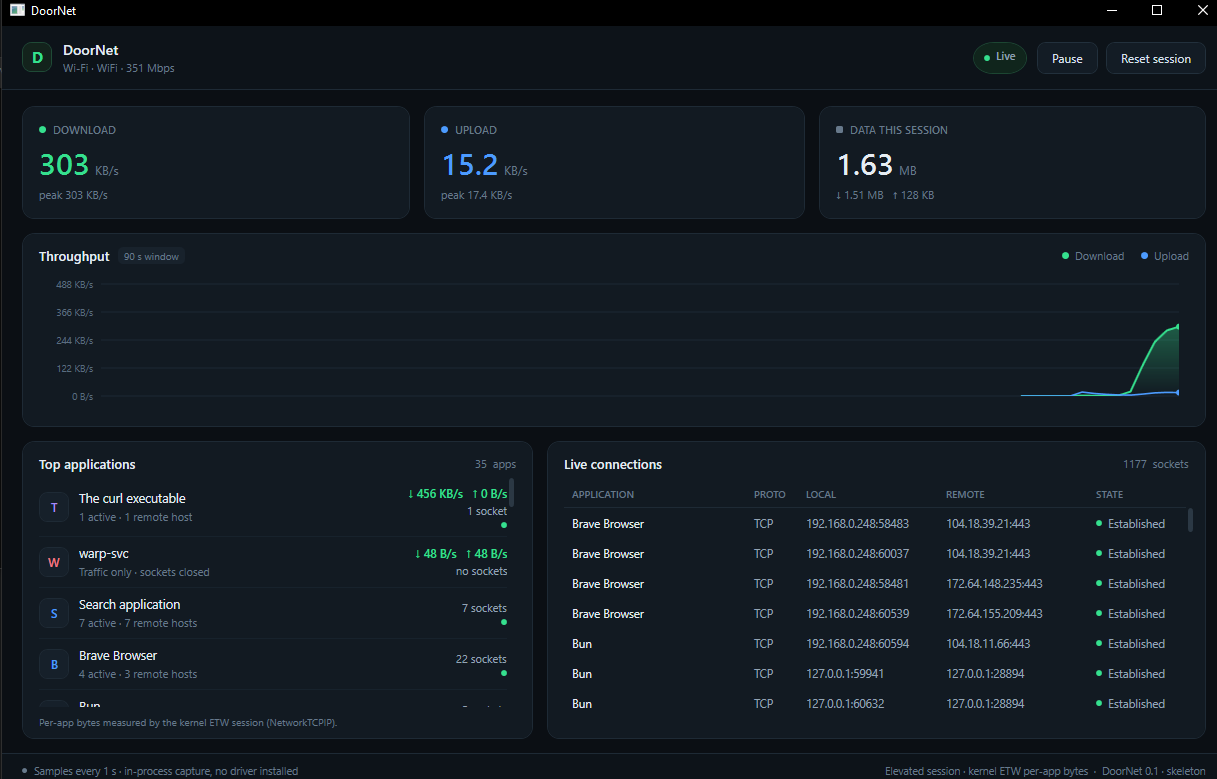 DoorNet
D
DoorNet
Wi-Fi · WiFi · 351 Mbps
Live
Pause
Reset session
DOWNLOAD
303 KB/s
peak 303 KB/s
UPLOAD
15.2 KB/s
peak 17.4 KB/s
DATA THIS SESSION
1.63 MB
↓ 1.51 MB ↑ 128 KB
Throughput 90 s window
Download Upload
488 KB/s
366 KB/s
244 KB/s
122 KB/s
0 B/s
Top applications 35 apps
T
The curl executable ↓ 456 KB/s ↑ 0 B/s
1 active · 1 remote host 1 socket
W
warp-svc ↓ 48 B/s ↑ 48 B/s
Traffic only · sockets closed no sockets
S
Search application 7 sockets
7 active · 7 remote hosts
B
Brave Browser 22 sockets
4 active · 3 remote hosts
Bun
Per-app bytes measured by the kernel ETW session (NetworkTCPIP).
Live connections 1177 sockets
APPLICATION PROTO LOCAL REMOTE STATE
Brave Browser TCP 192.168.0.248:58483 104.18.39.21:443 Established
Brave Browser TCP 192.168.0.248:60037 104.18.39.21:443 Established
Brave Browser TCP 192.168.0.248:58481 172.64.148.235:443 Established
Brave Browser TCP 192.168.0.248:60539 172.64.155.209:443 Established
Bun TCP 192.168.0.248:60594 104.18.11.66:443 Established
Bun TCP 127.0.0.1:59941 127.0.0.1:28894 Established
Bun TCP 127.0.0.1:60632 127.0.0.1:28894 Established
Samples every 1 s · in-process capture, no driver installed
Elevated session · kernel ETW per-app bytes · DoorNet 0.1 · skeleton